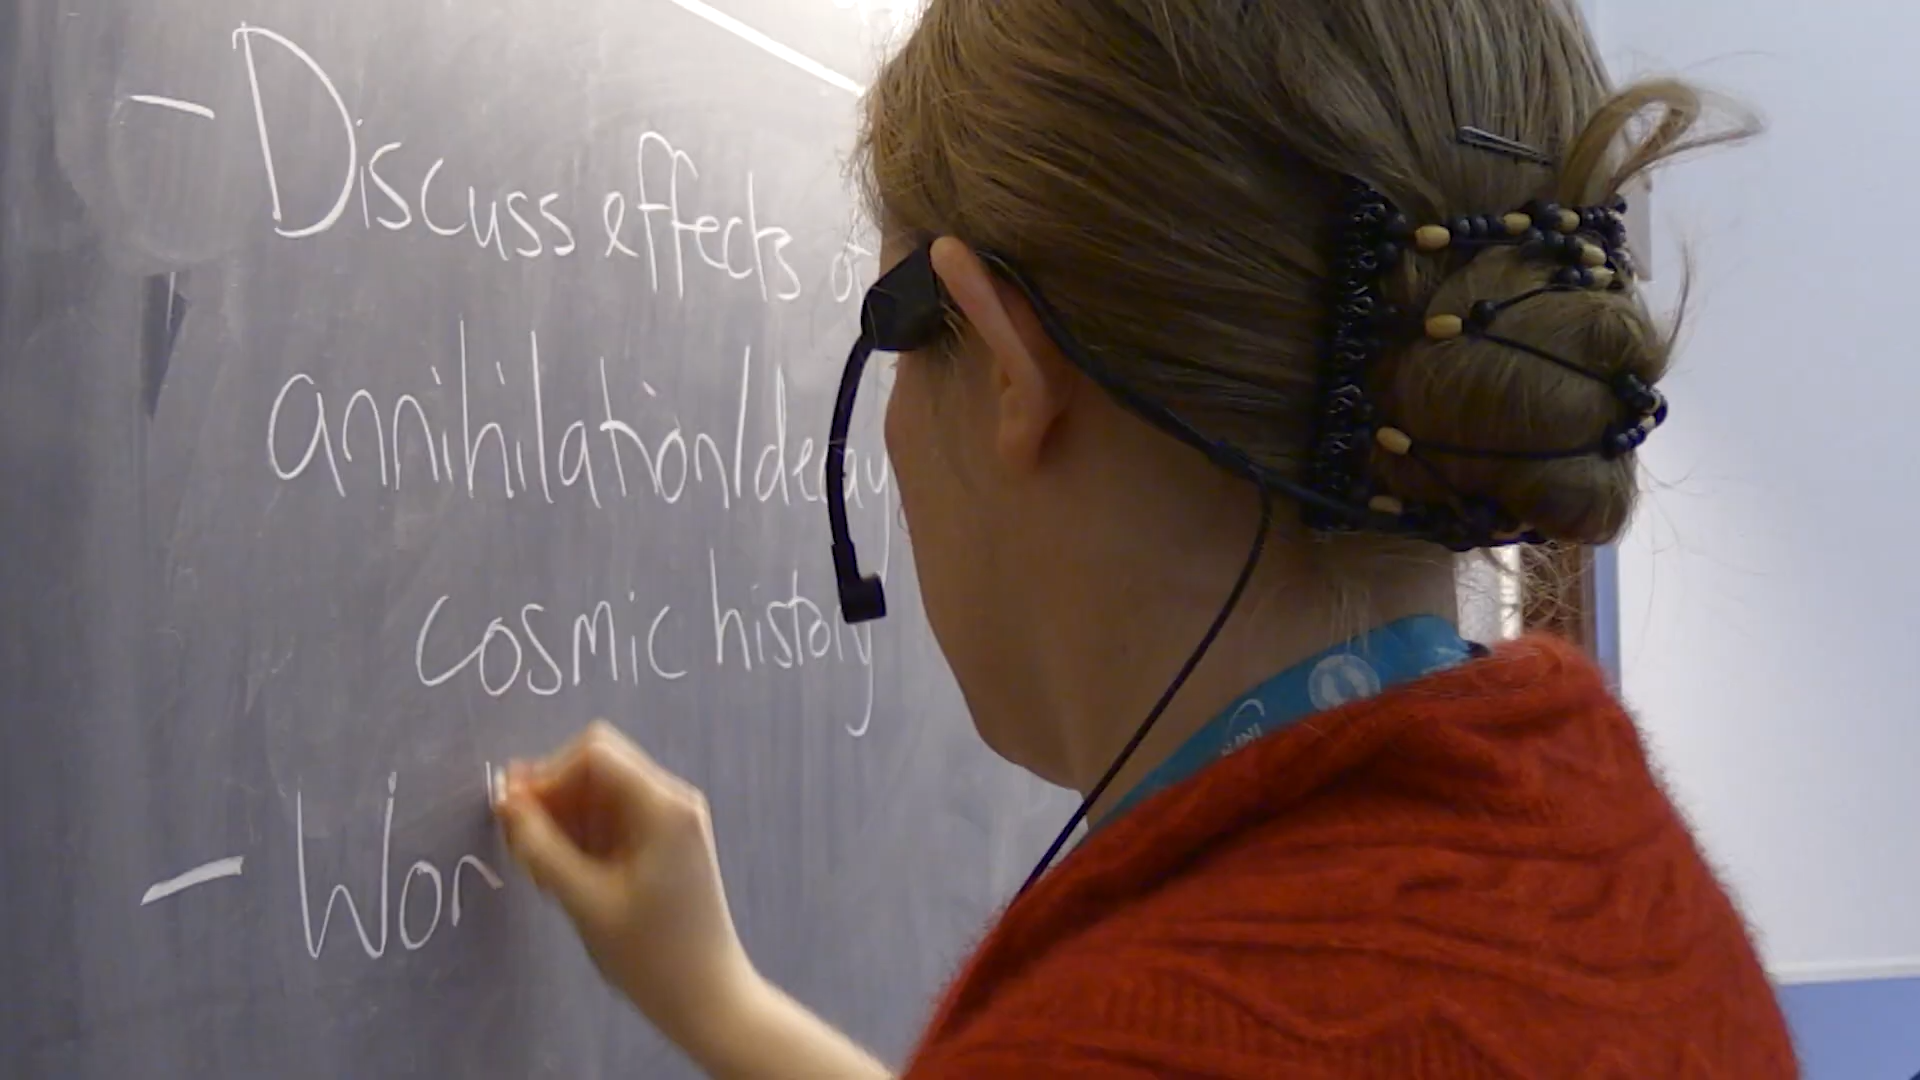 - Discuss effects o
annihilation/decay
cosmic history
- Wor